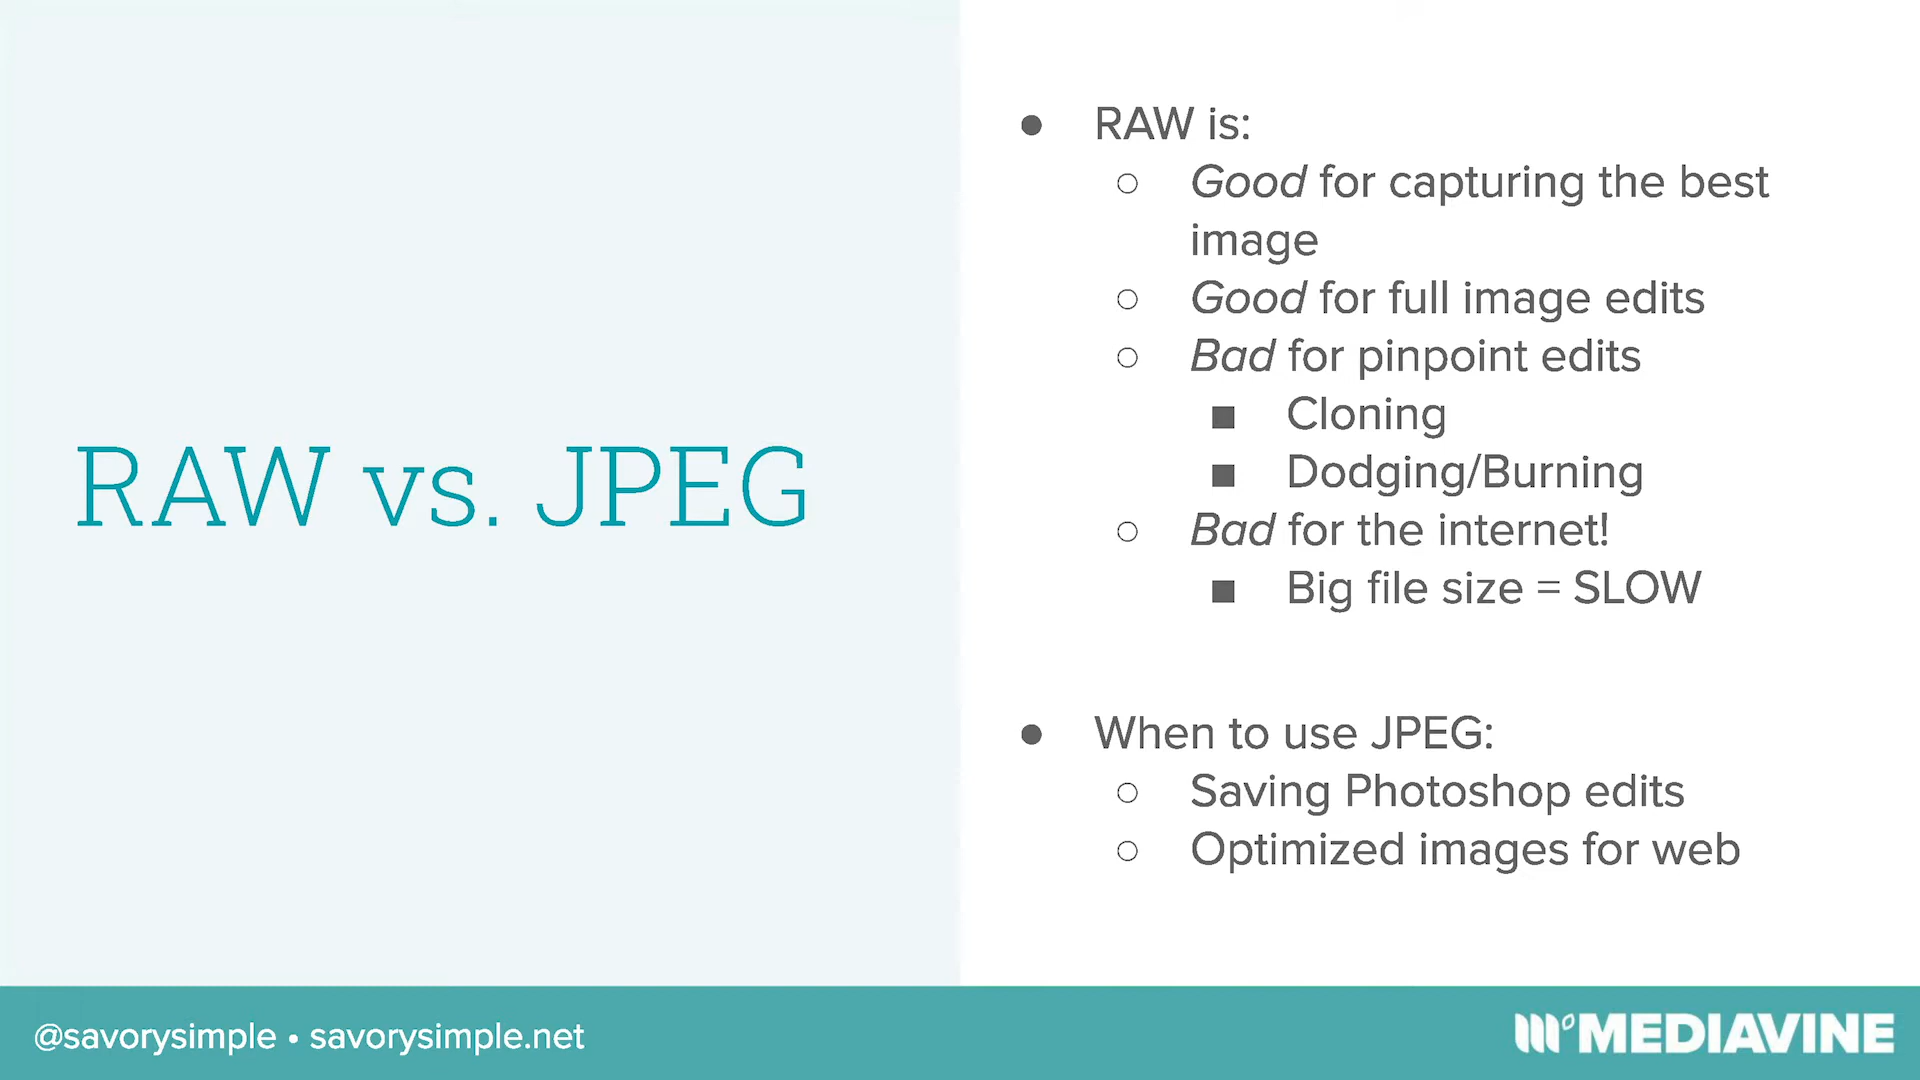 RAW vs. JPEG
● RAW is:
○ Good for capturing the best
image
○ Good for full image edits
○ Bad for pinpoint edits
■ Cloning
■ Dodging/Burning
○ Bad for the internet!
■ Big file size = SLOW
● When to use JPEG:
○ Saving Photoshop edits
○ Optimized images for web
@savorysimple • savorysimple.net
MEDIAVINE